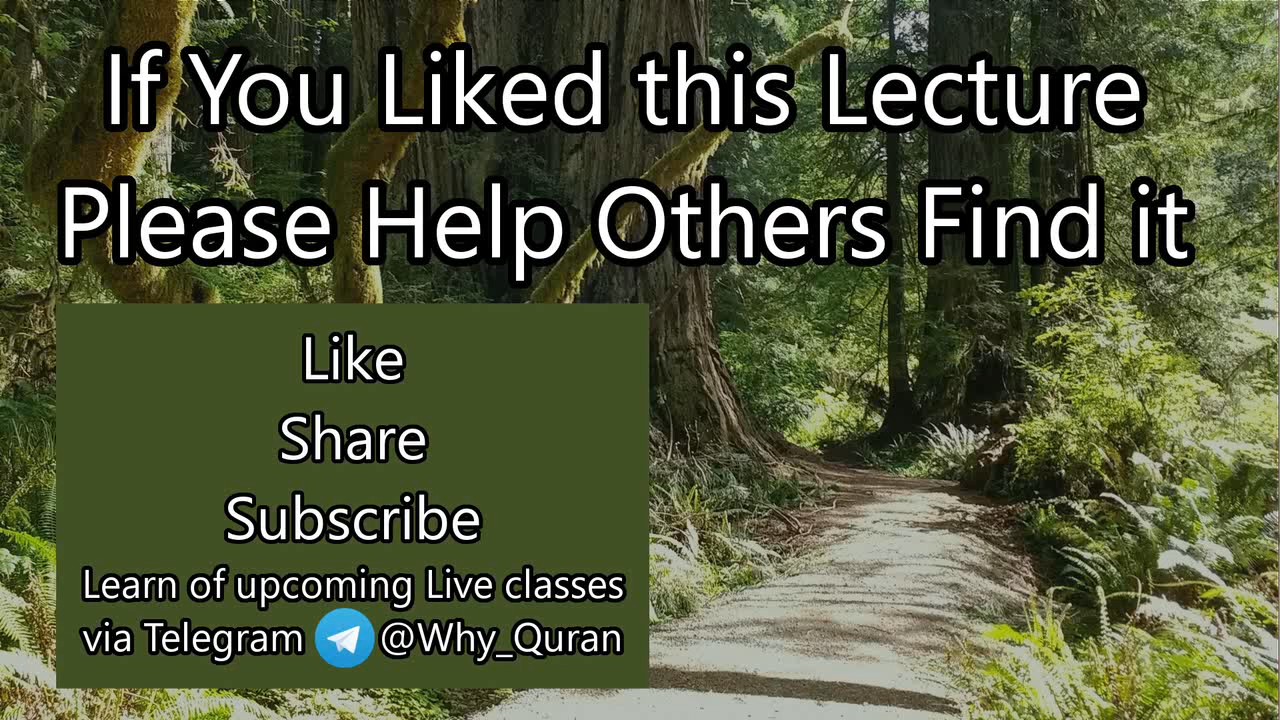 If You Liked this Lecture
Please Help Others Find it
Like
Share
Subscribe
Learn of upcoming Live classes
via Telegram @Why_Quran